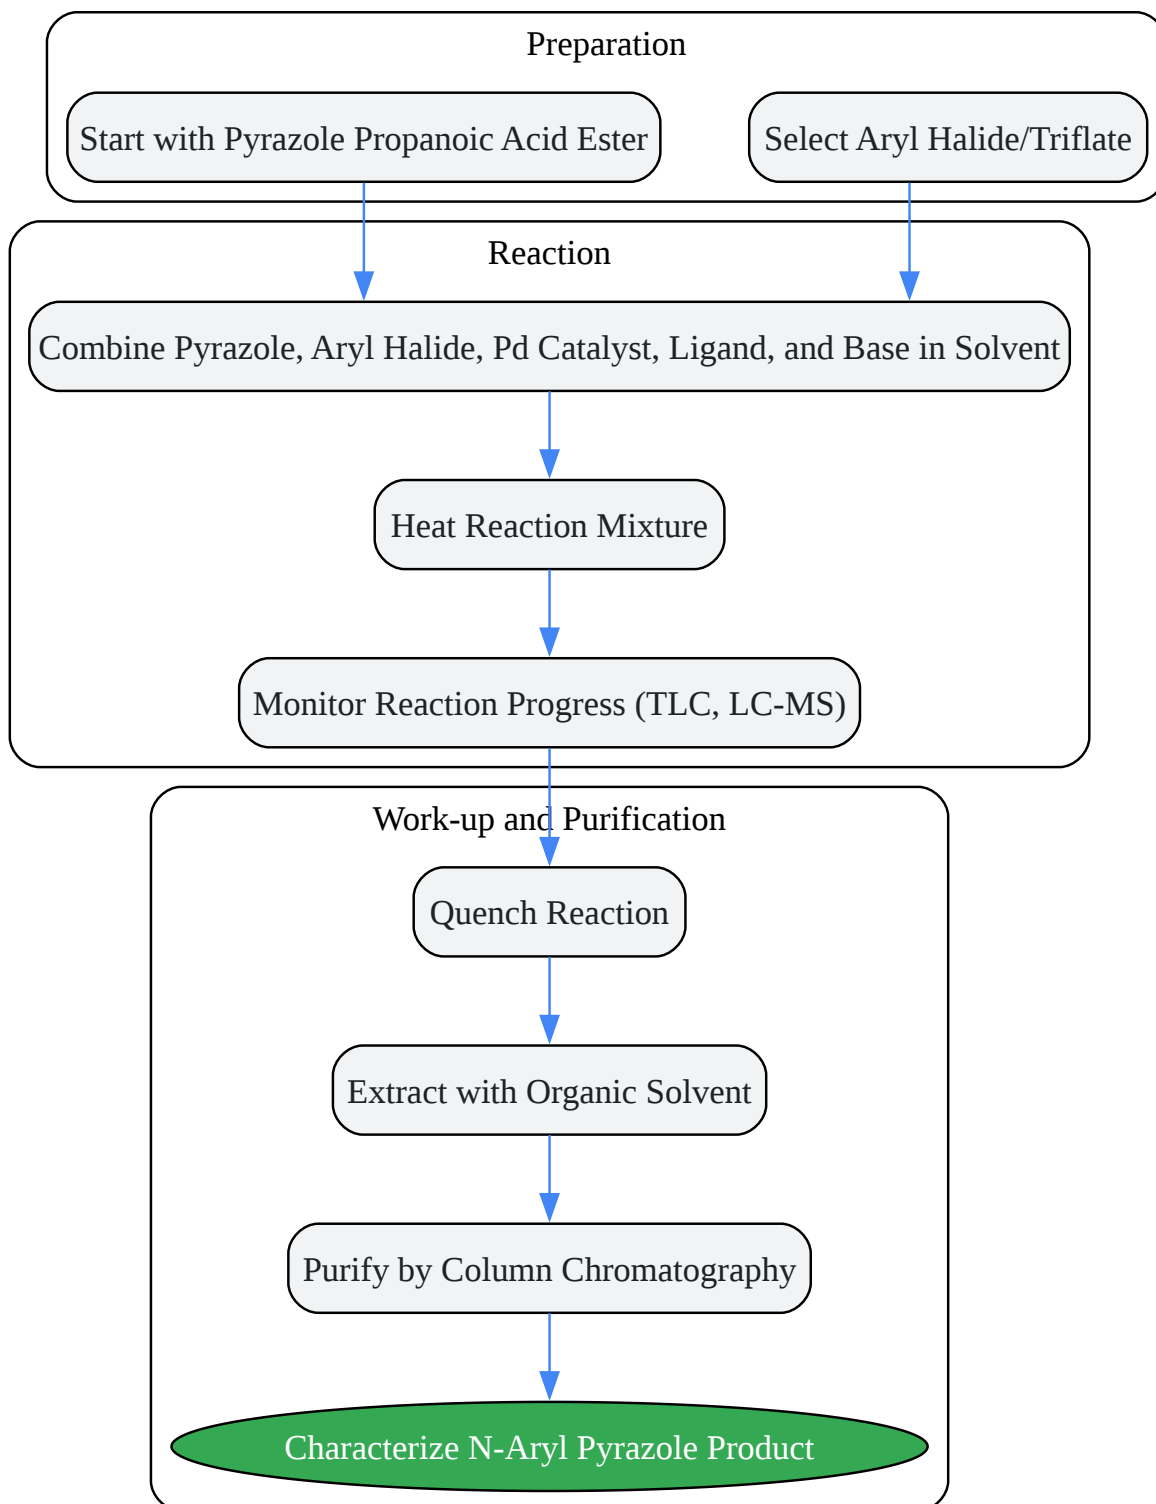 Preparation
Start with Pyrazole Propanoic Acid Ester
Select Aryl Halide/Triflate
Reaction
Combine Pyrazole, Aryl Halide, Pd Catalyst, Ligand, and Base in Solvent
Heat Reaction Mixture
Monitor Reaction Progress (TLC, LC-MS)
Work-up and Purification
Quench Reaction
Extract with Organic Solvent
Purify by Column Chromatography
Characterize N-Aryl Pyrazole Product